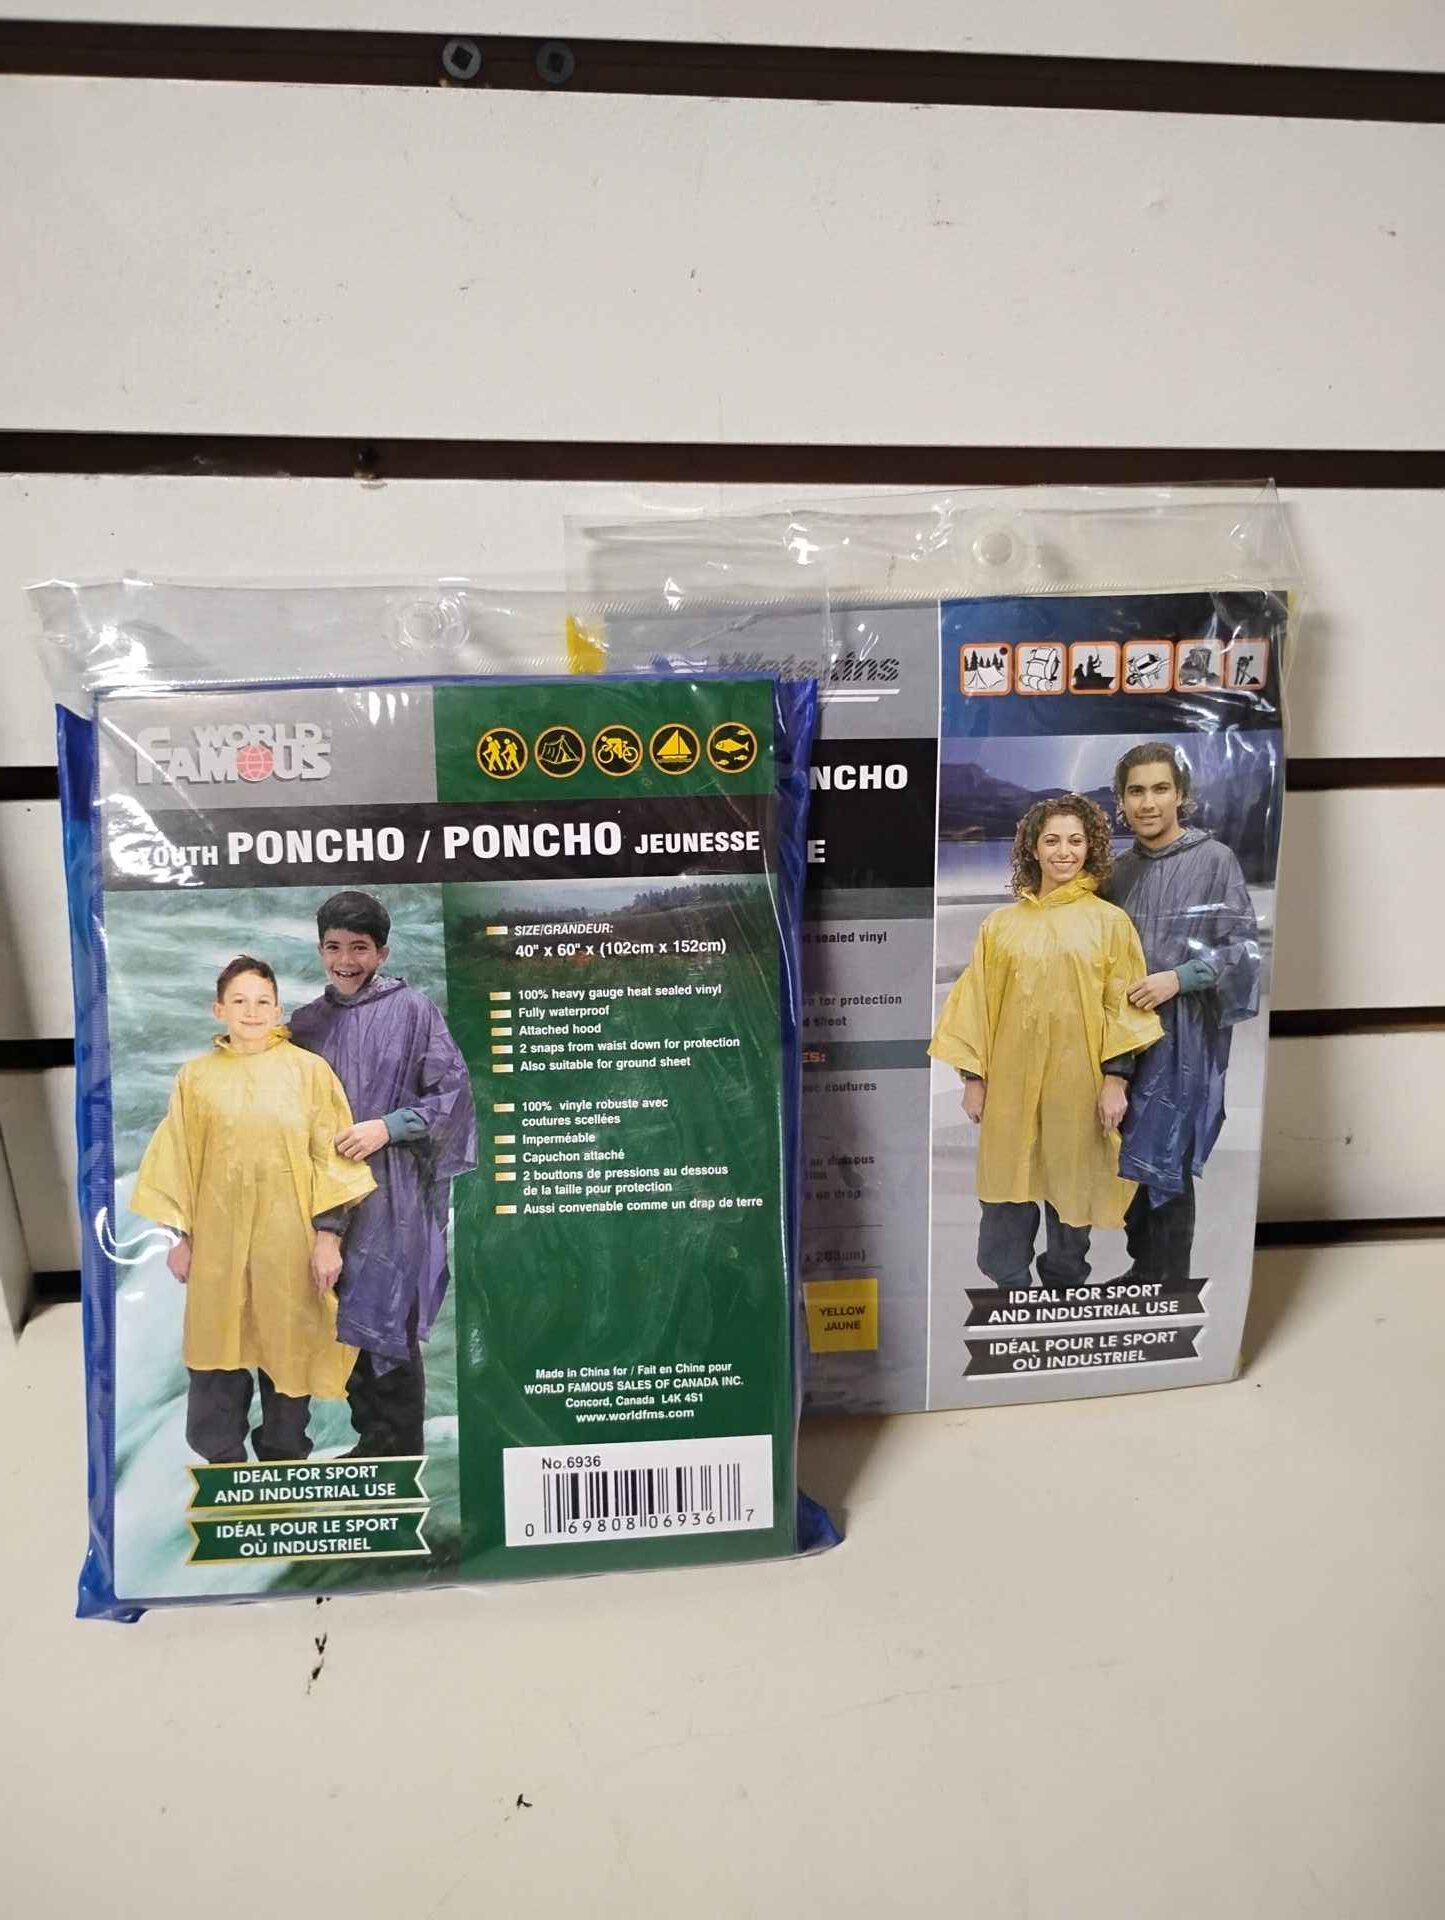 WORLD
FAMOUS
YOUTH PONCHO / PONCHO JEUNESSE
SIZE/GRANDEUR:
40" x 60" x (102cm x 152cm)
100% heavy gauge heat sealed vinyl
Fully waterproof
Attached hood
2 snaps from waist down for protection
Also suitable for ground sheet
100% vinyle robuste avec
coutures scellées
Imperméable
Capuchon attaché
2 bouttons de pressions au dessous
de la taille pour protection
Aussi convenable comme un drap de terre
Made in China for / Fait en Chine pour
WORLD FAMOUS SALES OF CANADA INC.
Concord, Canada L4K 4S1
www.worldfms.com
No.6936
0 69808 06936 7
IDEAL FOR SPORT
AND INDUSTRIAL USE
IDÉAL POUR LE SPORT
OÙ INDUSTRIEL
Wetskins
NCHO
E
sealed vinyl
for protection
sheet
ES:
coutures
au dessous
YELLOW
JAUNE
IDEAL FOR SPORT
AND INDUSTRIAL USE
IDÉAL POUR LE SPORT
OÙ INDUSTRIEL